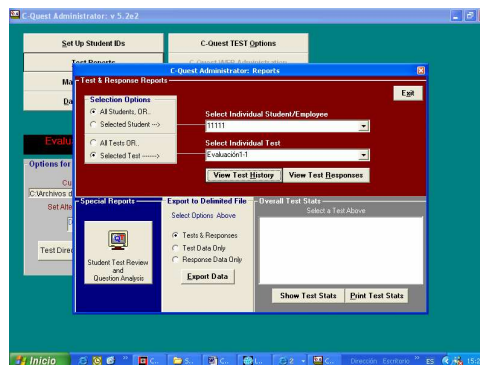 C-Quest Administrator: v 5.2e2
Set Up Student IDs
C-Quest TEST Options
Test Reports
C-Quest Administrator: Reports
Test & Response Reports
Exit
Selection Options
All Students, OR..
Selected Student --->
All Tests OR..
Selected Test ------->
Select Individual Student/Employee
11111
Select Individual Test
Evaluación1-1
View Test History
View Test Responses
Evalu
Options for
Cu
C:\Archivos d
Set Atte
Test Direc
Special Reports
Student Test Review
and
Question Analysis
Export to Delimited File
Select Options Above
Tests & Responses
Test Data Only
Response Data Only
Export Data
Overall Test Stats
Select a Test Above
Show Test Stats
Print Test Stats
Inicio
Dirección
Escritorio
ES
15:2